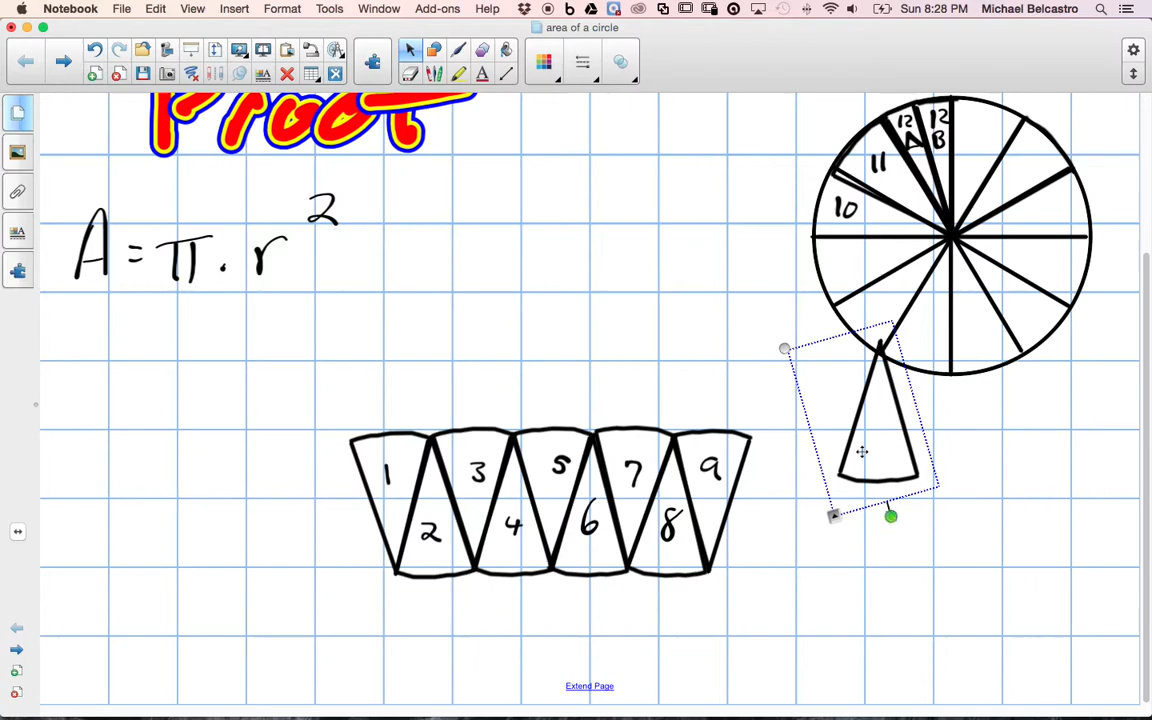 Notebook File Edit View Insert Format Tools Window Add-ons Help Sun 8:28 PM Michael Belcastro
area of a circle
Proof
12 12
A B
11
10
A = π · r²
1 3 5 7 9
2 4 6 8
Extend Page